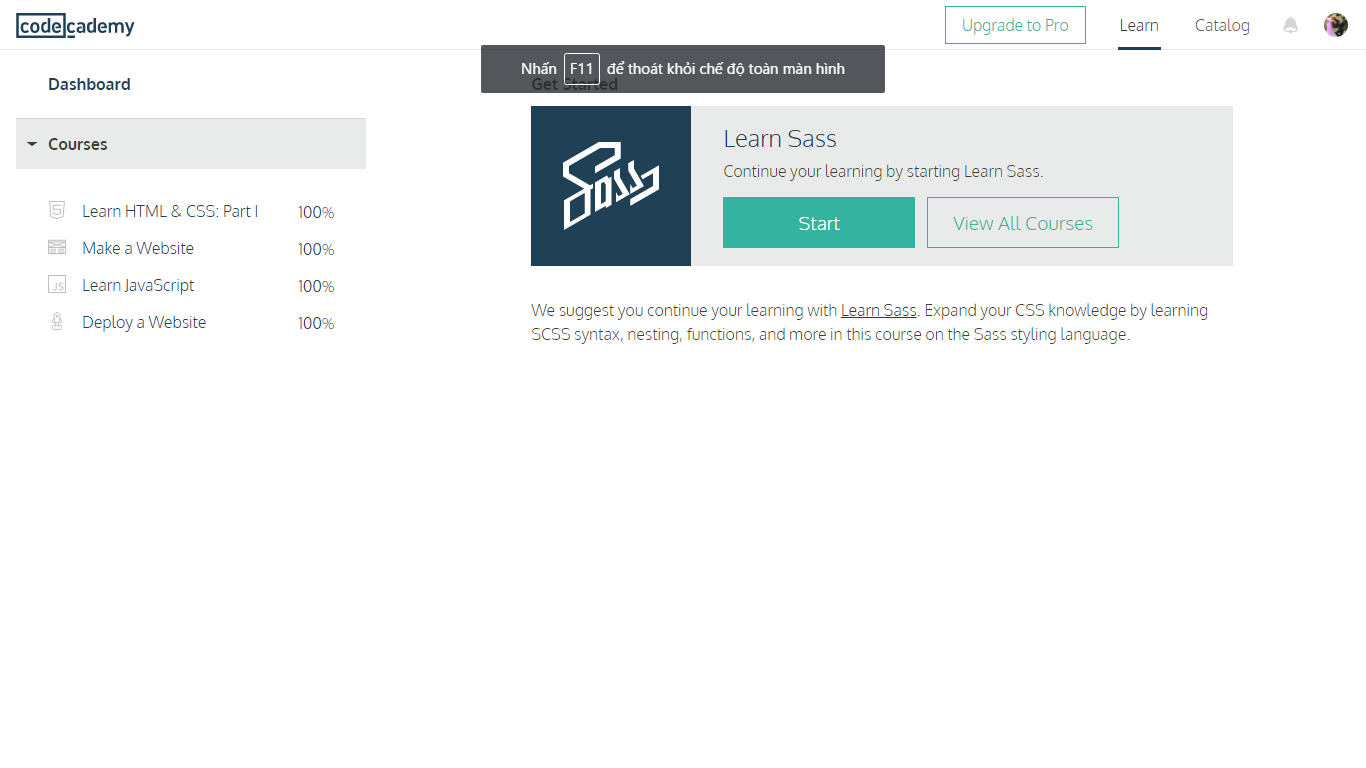 codecademy
Upgrade to Pro
Learn
Catalog
Nhấn F11 để thoát khỏi chế độ toàn màn hình
Dashboard
Get Started
Courses
Learn HTML & CSS: Part I 100%
Make a Website 100%
JS Learn JavaScript 100%
Deploy a Website 100%
Sass
Learn Sass
Continue your learning by starting Learn Sass.
Start
View All Courses
We suggest you continue your learning with Learn Sass. Expand your CSS knowledge by learning
SCSS syntax, nesting, functions, and more in this course on the Sass styling language.